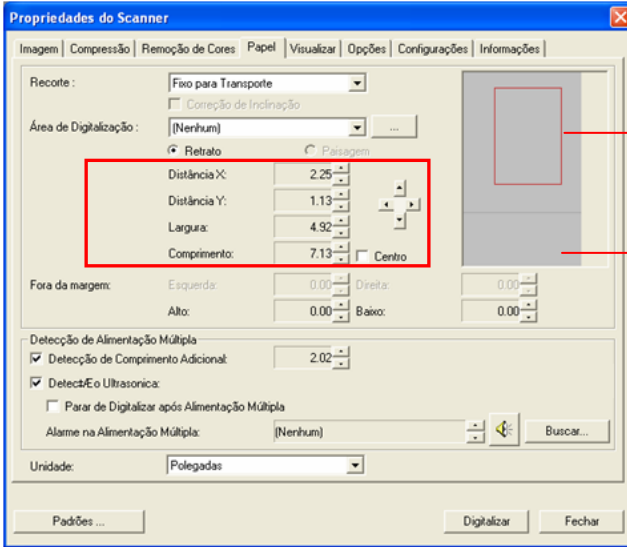 Propriedades do Scanner
Imagem Compressão Remoção de Cores Papel Visualizar Opções Configurações Informações
Recorte : Fixo para Transporte
Correção de Inclinação
Área de Digitalização : (Nenhum) ...
Retrato Paisagem
Distância X: 2.25
Distância Y: 1.13
Largura: 4.92
Comprimento: 7.13 Centro
Fora da margem: Esquerda: 0.00 Direita: 0.00
Alto: 0.00 Baixo: 0.00
Detecção de Alimentação Múltipla
Detecção de Comprimento Adicional: 2.02
Detec‡Æo Ultrasonica:
Parar de Digitalizar após Alimentação Múltipla
Alarme na Alimentação Múltipla: (Nenhum) Buscar...
Unidade: Polegadas
Padrões ... Digitalizar Fechar